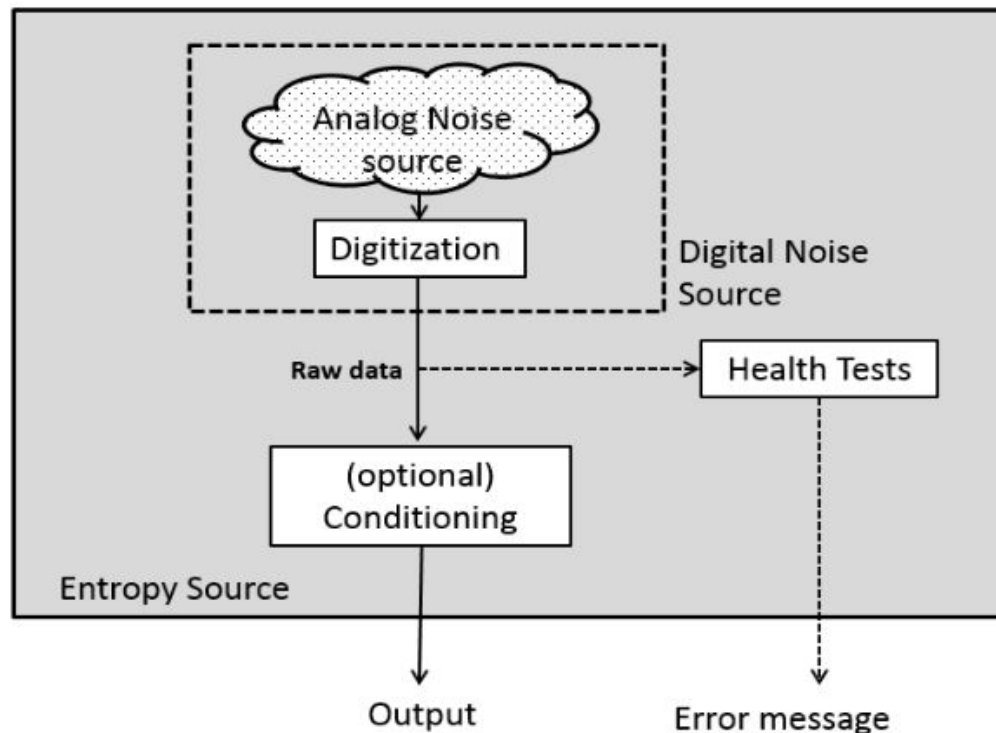 Analog Noise
source
Digitization
Digital Noise
Source
Raw data
Health Tests
(optional)
Conditioning
Entropy Source
Output
Error message